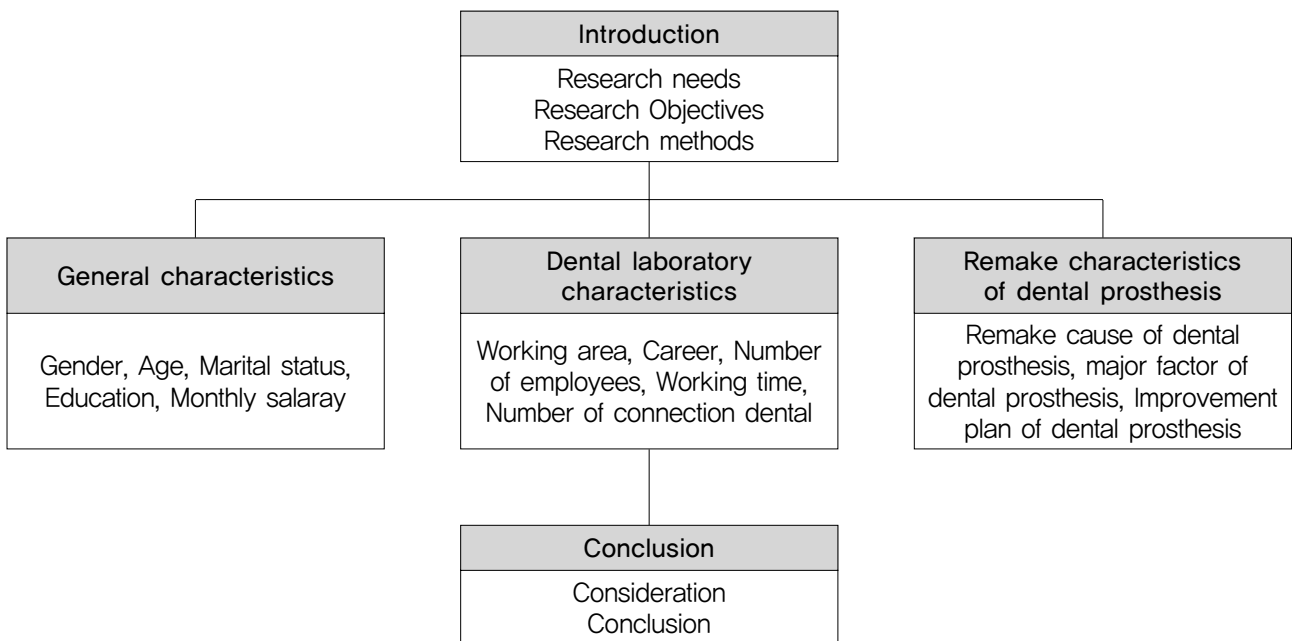 Introduction
Research needs
Research Objectives
Research methods
General characteristics
Gender, Age, Marital status,
Education, Monthly salaray
Dental laboratory
characteristics
Working area, Career, Number
of employees, Working time,
Number of connection dental
Remake characteristics
of dental prosthesis
Remake cause of dental
prosthesis, major factor of
dental prosthesis, Improvement
plan of dental prosthesis
Conclusion
Consideration
Conclusion